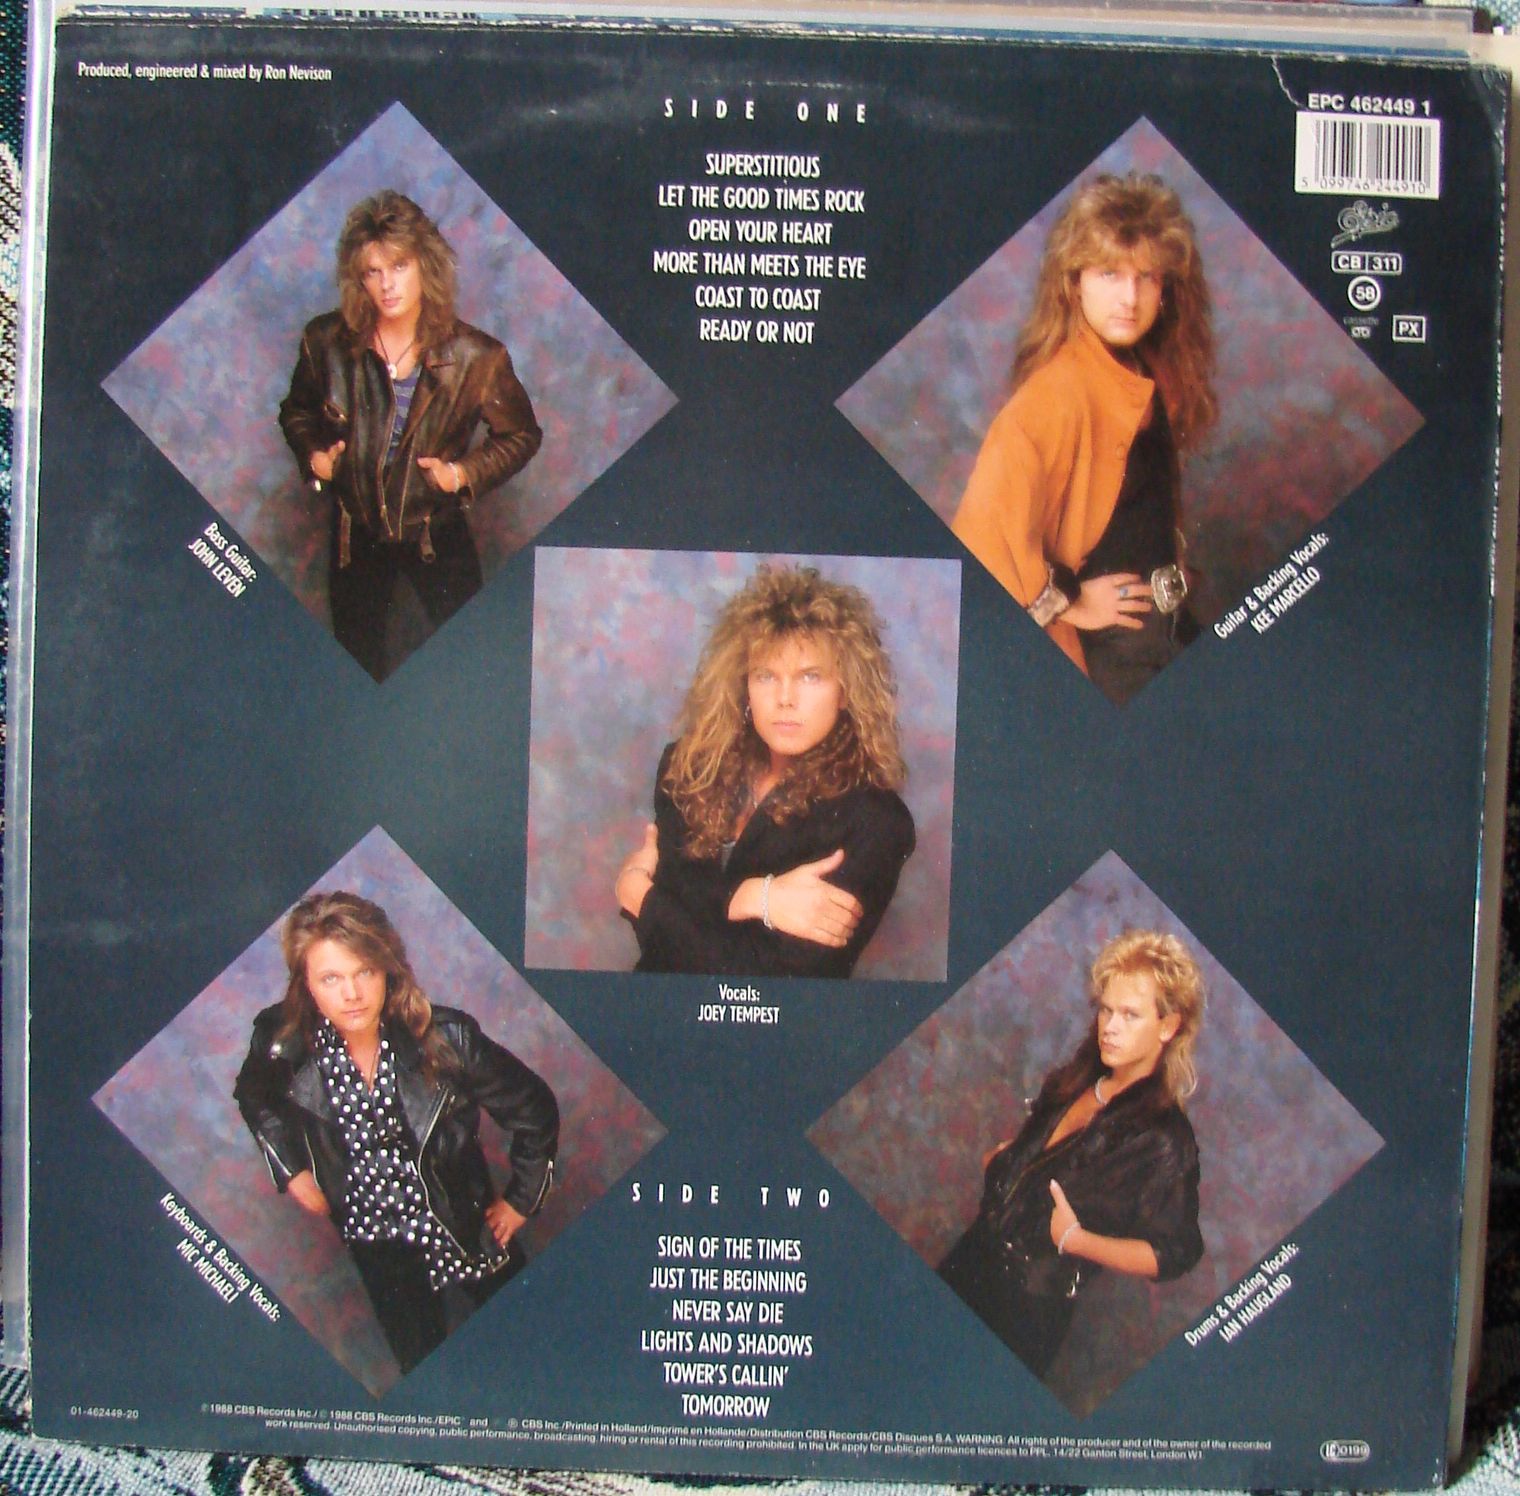 Produced, engineered & mixed by Ron Nevison
SIDE ONE
SUPERSTITIOUS
LET THE GOOD TIMES ROCK
OPEN YOUR HEART
MORE THAN MEETS THE EYE
COAST TO COAST
READY OR NOT
EPC 462449 1
5 099746 244910
Epic
CB 311
58
cassette
PX
Bass Guitar:
JOHN LEVEN
Guitar & Backing Vocals:
KEE MARCELLO
Vocals:
JOEY TEMPEST
Keyboards & Backing Vocals:
MIC MICHAELI
Drums & Backing Vocals:
IAN HAUGLAND
SIDE TWO
SIGN OF THE TIMES
JUST THE BEGINNING
NEVER SAY DIE
LIGHTS AND SHADOWS
TOWER'S CALLIN'
TOMORROW
01-462449-20
℗ 1988 CBS Records Inc./ © 1988 CBS Records Inc./EPIC and ® CBS Inc./Printed in Holland/Imprimé en Hollande/Distribution CBS Records/CBS Disques S.A. WARNING: All rights of the producer and of the owner of the recorded
work reserved. Unauthorised copying, public performance, broadcasting, hiring or rental of this recording prohibited. In the UK apply for public performance licences to PPL, 14/22 Ganton Street, London W1.
0199